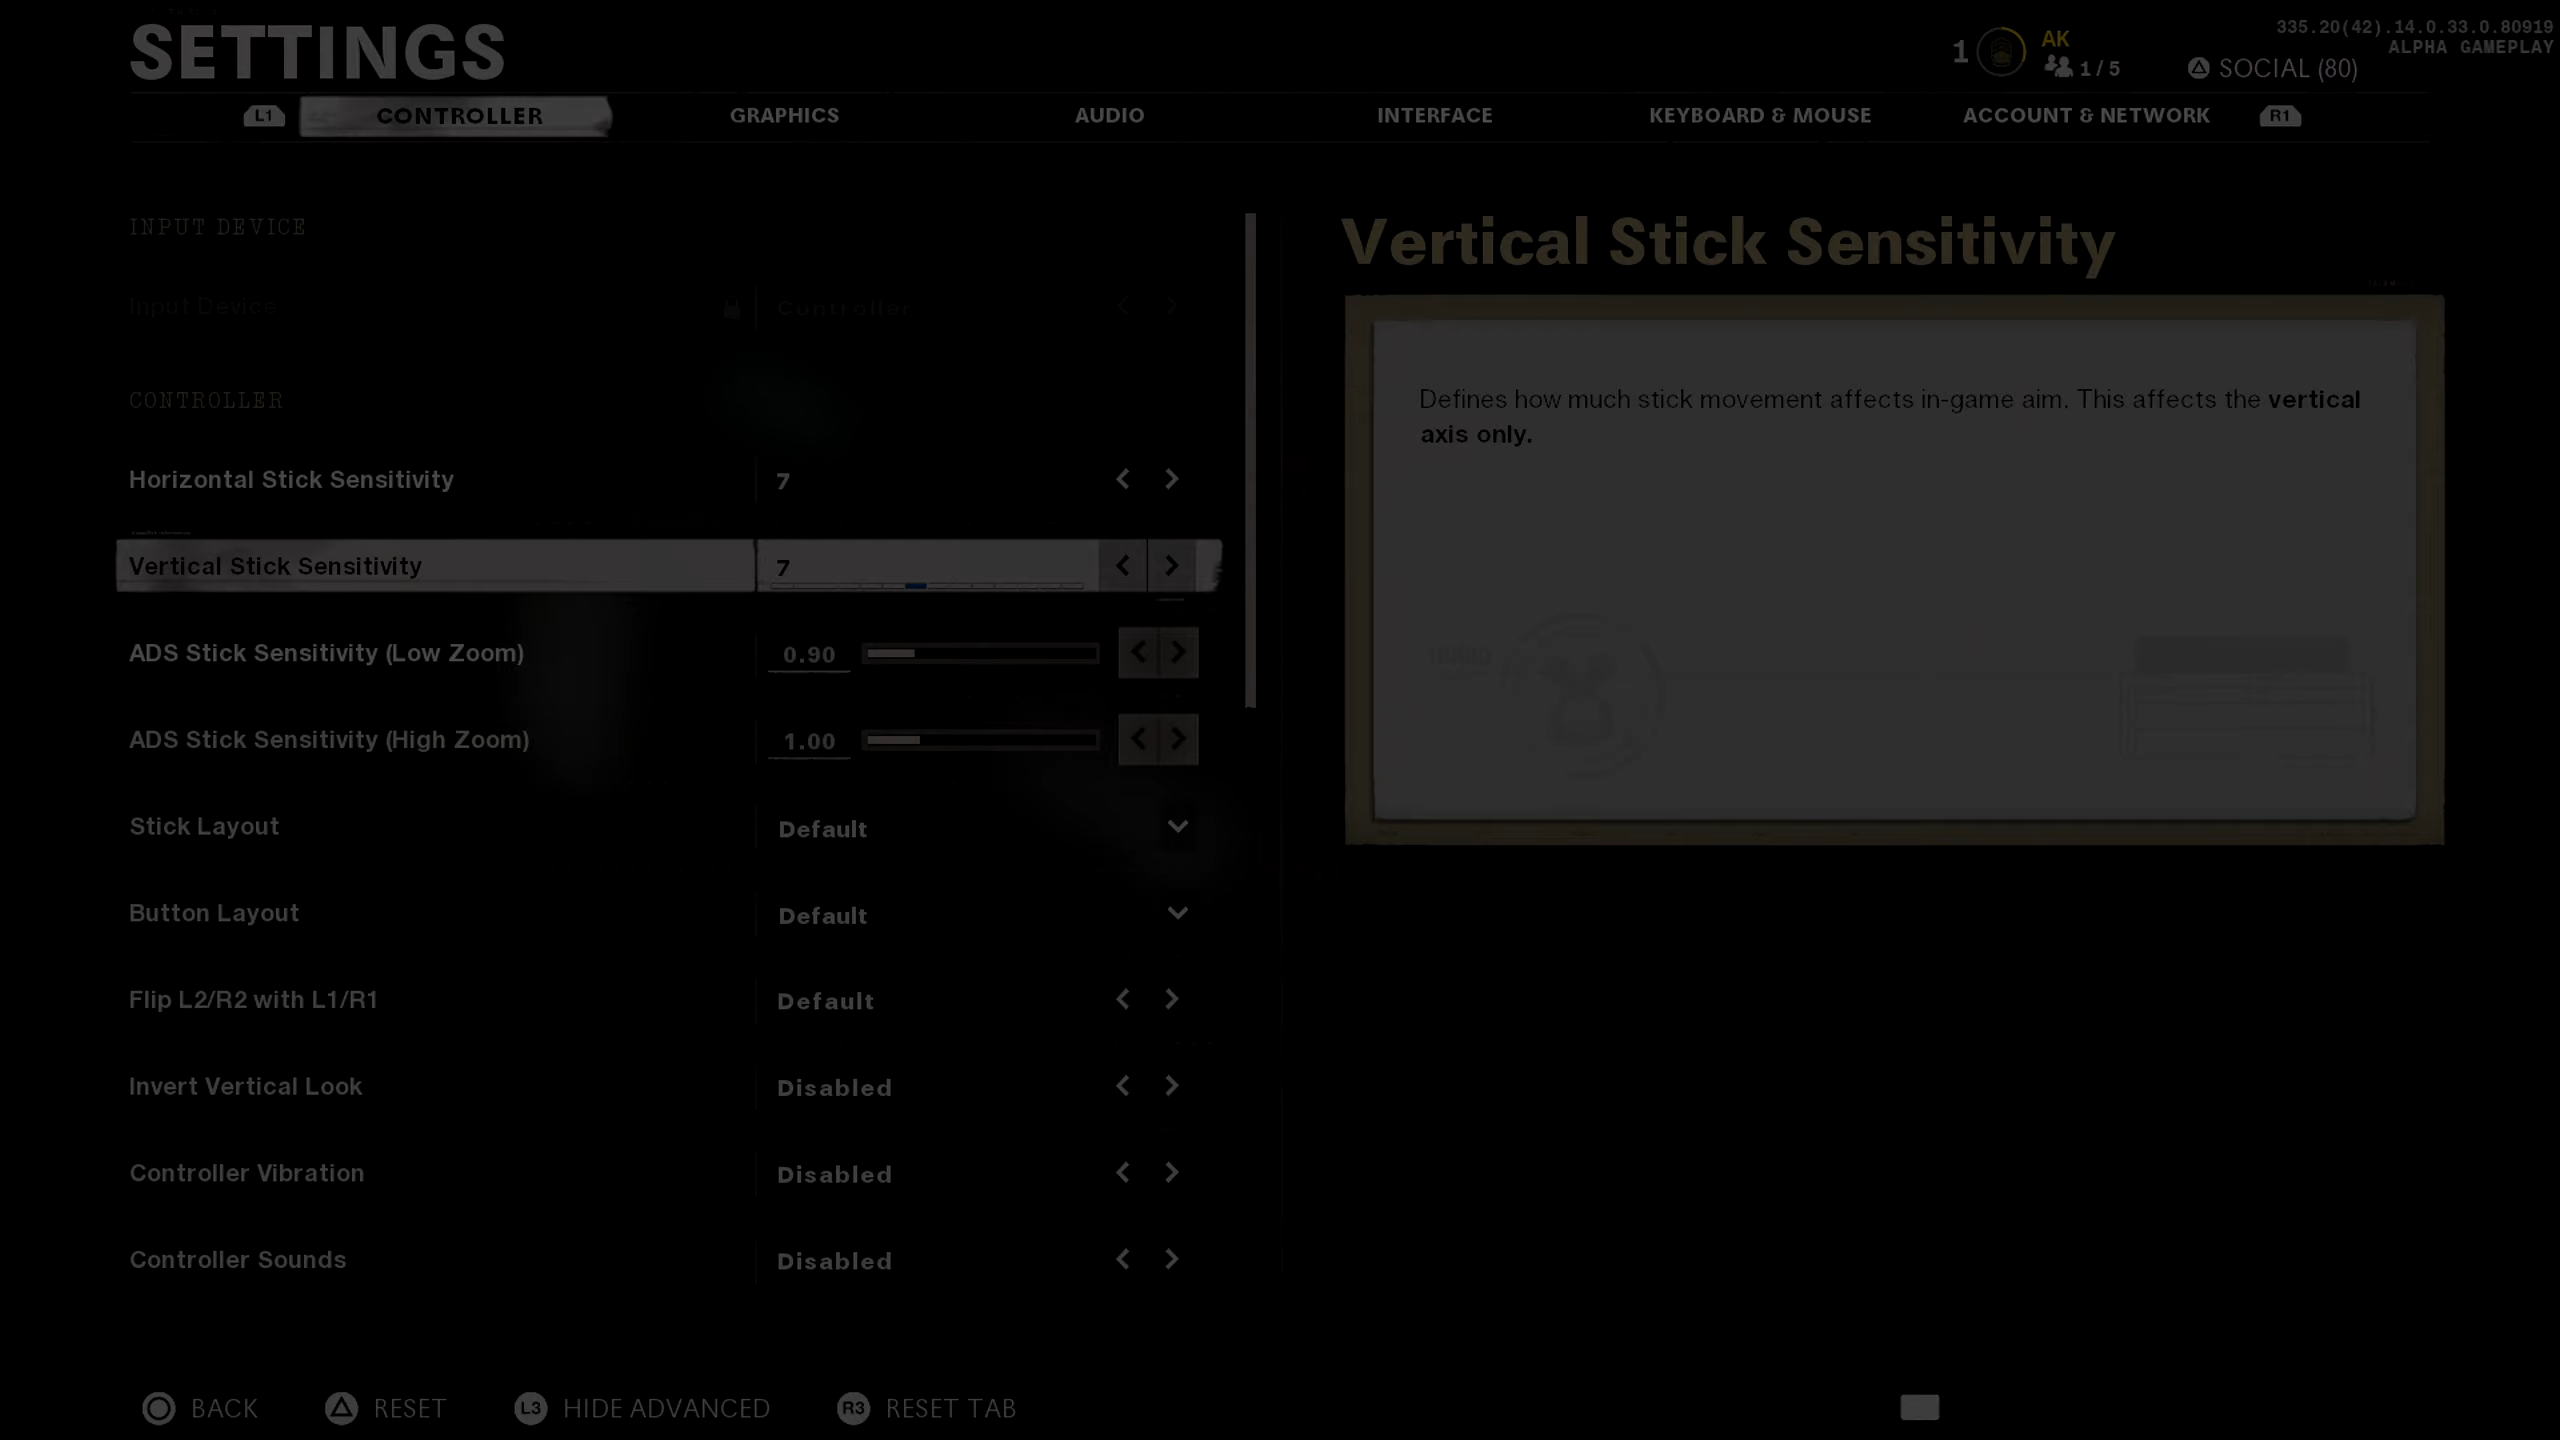 SETTINGS
1
AK
1 / 5
335.20(42).14.0.33.0.80919
ALPHA GAMEPLAY
SOCIAL (80)
L1
CONTROLLER
GRAPHICS
AUDIO
INTERFACE
KEYBOARD & MOUSE
ACCOUNT & NETWORK
R1
INPUT DEVICE
Input Device
Controller
CONTROLLER
Horizontal Stick Sensitivity
7
Vertical Stick Sensitivity
7
ADS Stick Sensitivity (Low Zoom)
0.90
ADS Stick Sensitivity (High Zoom)
1.00
Stick Layout
Default
Button Layout
Default
Flip L2/R2 with L1/R1
Default
Invert Vertical Look
Disabled
Controller Vibration
Disabled
Controller Sounds
Disabled
Vertical Stick Sensitivity
Defines how much stick movement affects in-game aim. This affects the vertical
axis only.
BACK
RESET
L3
HIDE ADVANCED
R3
RESET TAB